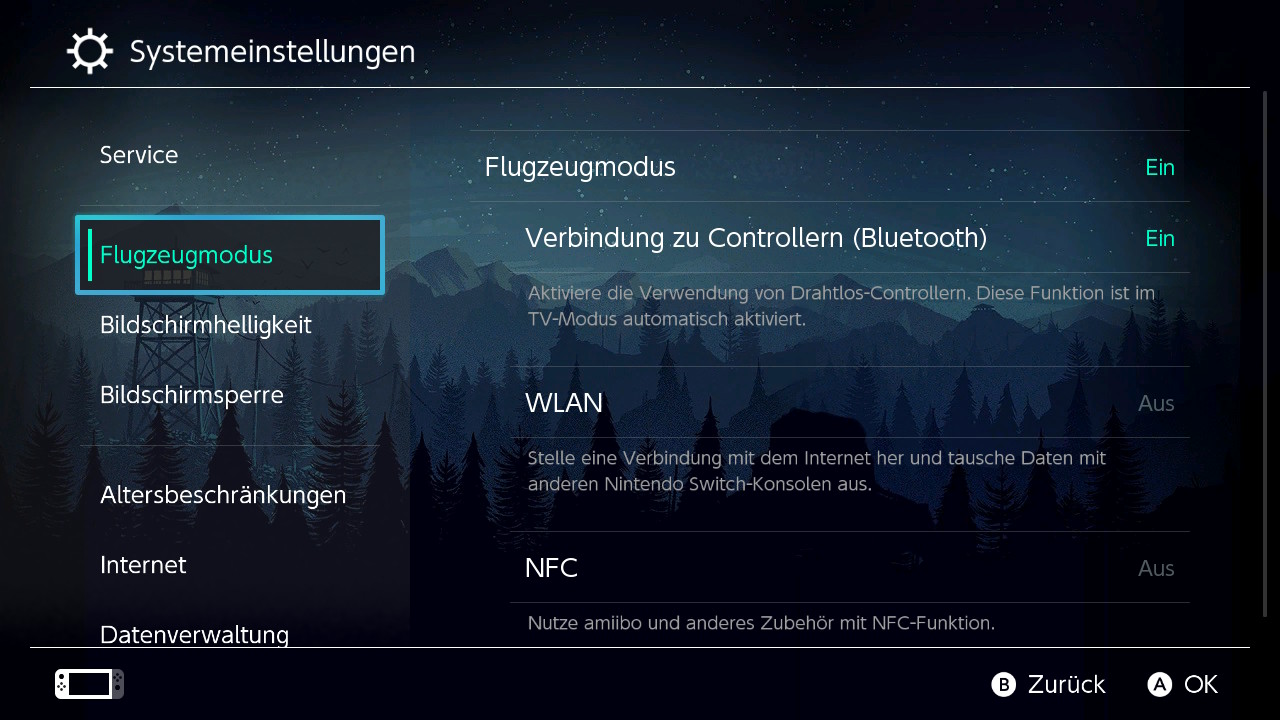 Systemeinstellungen
Service
Flugzeugmodus
Bildschirmhelligkeit
Bildschirmsperre
Altersbeschränkungen
Internet
Datenverwaltung
Flugzeugmodus Ein
Verbindung zu Controllern (Bluetooth) Ein
Aktiviere die Verwendung von Drahtlos-Controllern. Diese Funktion ist im
TV-Modus automatisch aktiviert.
WLAN Aus
Stelle eine Verbindung mit dem Internet her und tausche Daten mit
anderen Nintendo Switch-Konsolen aus.
NFC Aus
Nutze amiibo und anderes Zubehör mit NFC-Funktion.
B Zurück A OK